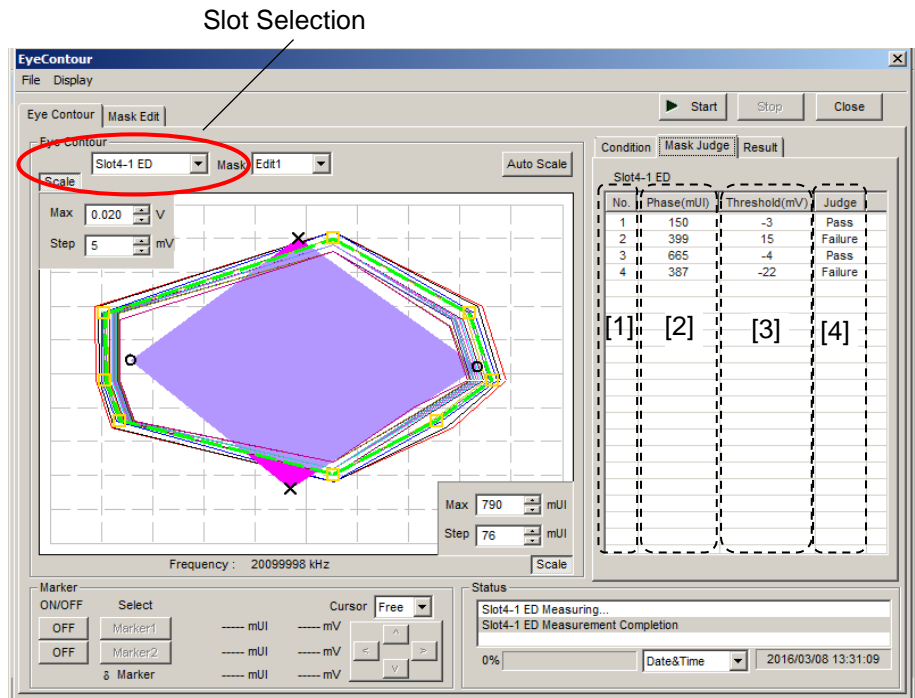 Slot Selection
EyeContour
File Display
Start Stop Close
Eye Contour Mask Edit
Eye Contour
Slot4-1 ED Mask Edit1 Auto Scale
Scale
Max 0.020 V
Step 5 mV
Max 790 mUI
Step 76 mUI
Frequency : 20099998 kHz Scale
Condition Mask Judge Result
Slot4-1 ED
No. Phase(mUI) Threshold(mV) Judge
1 150 -3 Pass
2 399 15 Failure
3 665 -4 Pass
4 387 -22 Failure
[1] [2] [3] [4]
Marker
ON/OFF Select Cursor Free
OFF Marker1 ----- mUI ----- mV ^
OFF Marker2 ----- mUI ----- mV < >
δ Marker ----- mUI ----- mV v
Status
Slot4-1 ED Measuring...
Slot4-1 ED Measurement Completion
0% Date&Time 2016/03/08 13:31:09